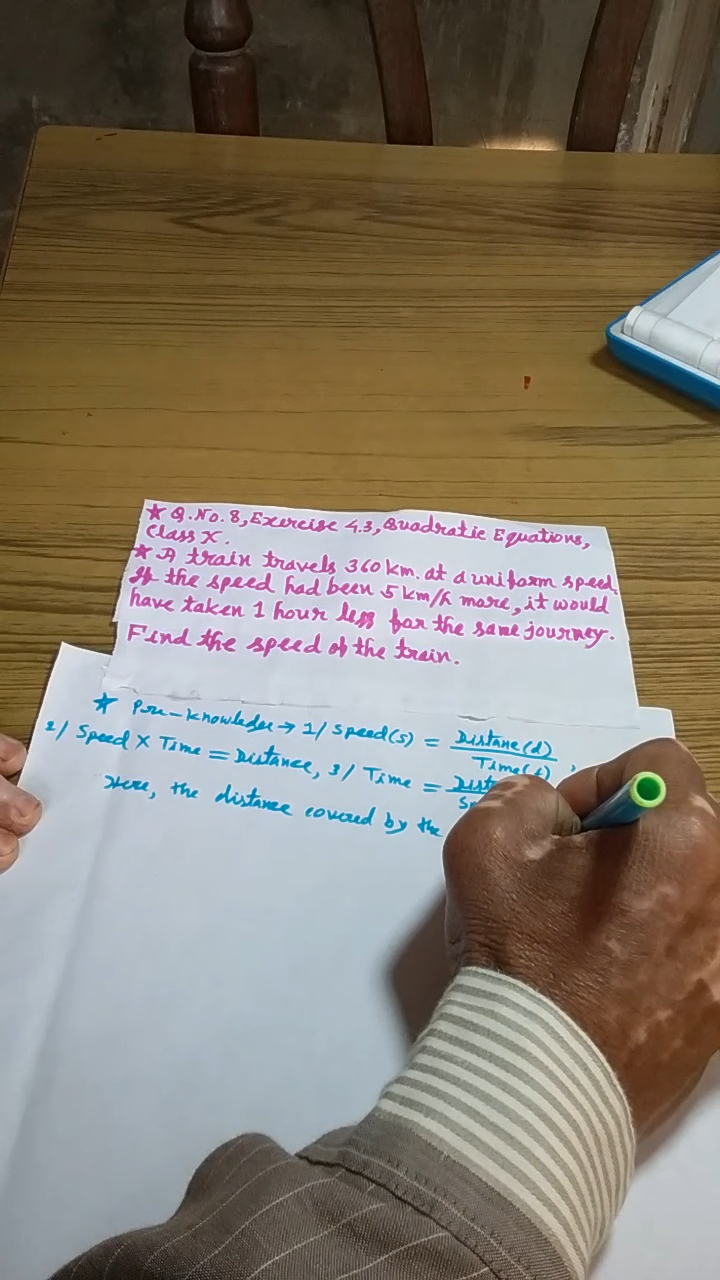 ★ Q.No. 8, Exercise 4.3, Quadratic Equations,
Class X.
★ A train travels 360 km. at a uniform speed.
If the speed had been 5 km/h more, it would
have taken 1 hour less for the same journey.
Find the speed of the train.
★ Pre-knowledge → 1/ Speed(s) = Distane(d) / Time(t),
2/ Speed × Time = Distance, 3/ Time =
Here, the distance covered by the